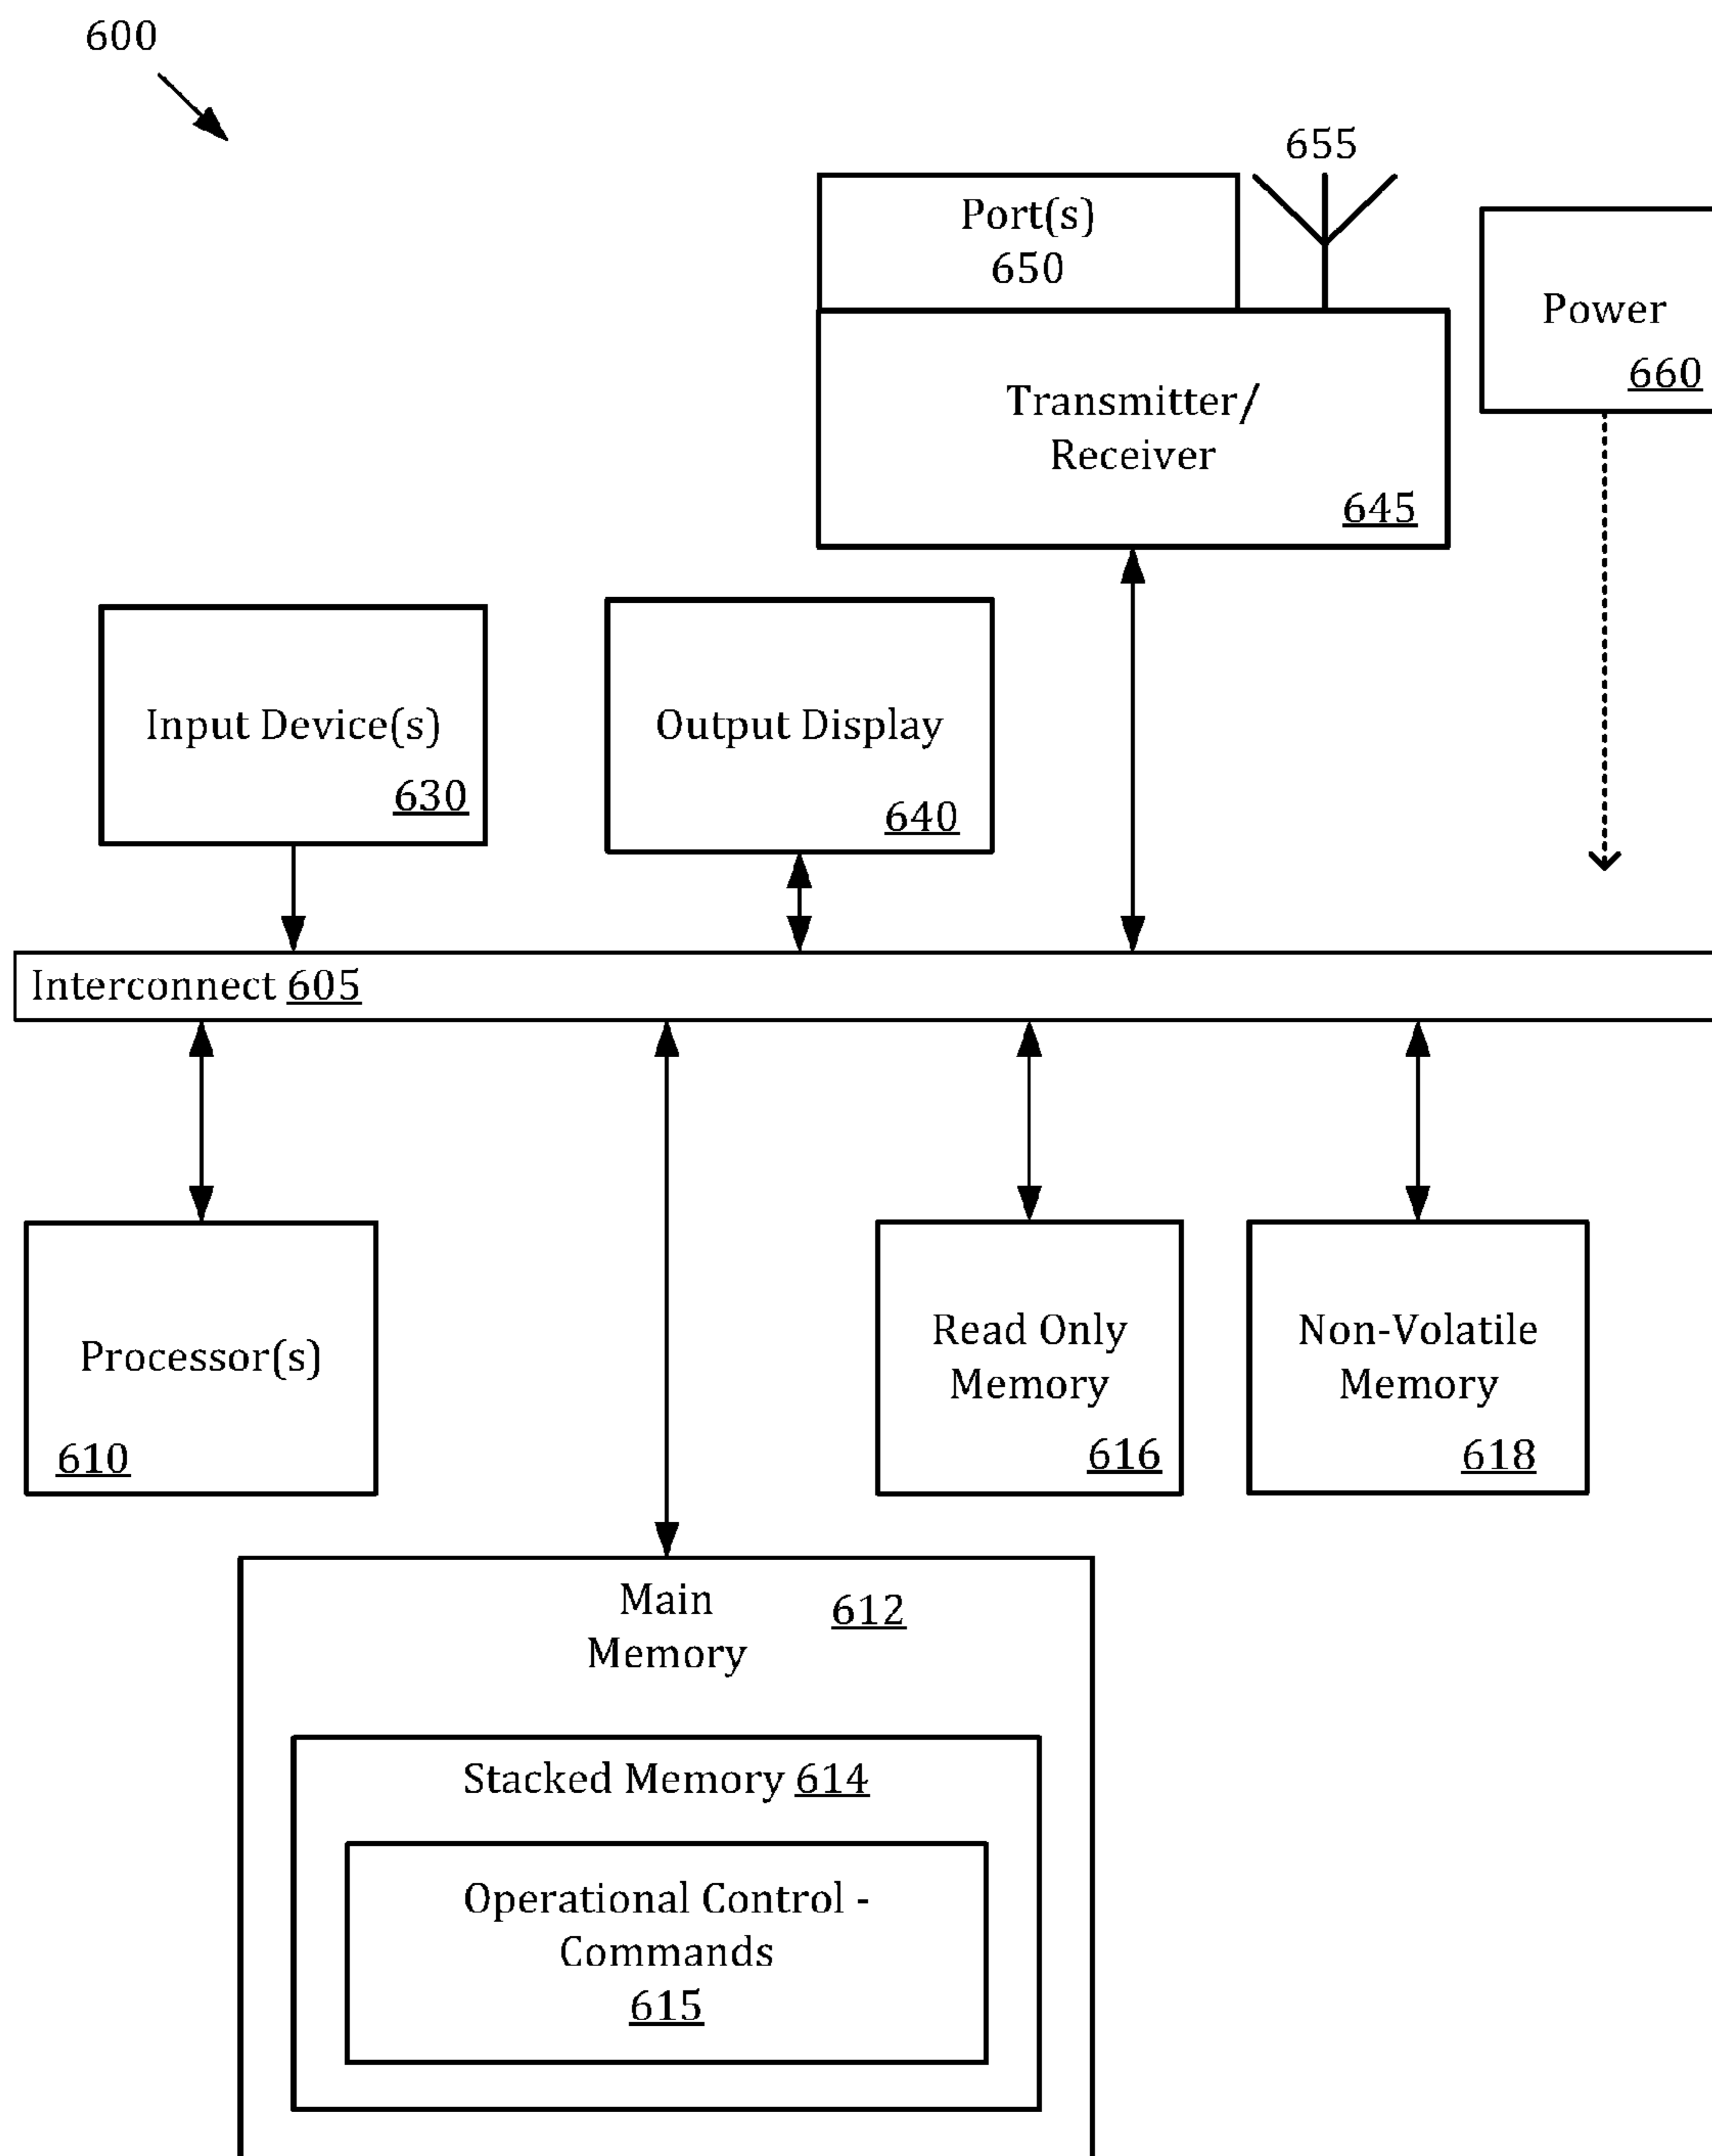 600
655
Port(s)
650
Power
660
Transmitter/
Receiver
645
Input Device(s)
630
Output Display
640
Interconnect 605
Processor(s)
610
Read Only
Memory
616
Non-Volatile
Memory
618
Main
Memory
612
Stacked Memory 614
Operational Control -
Commands
615